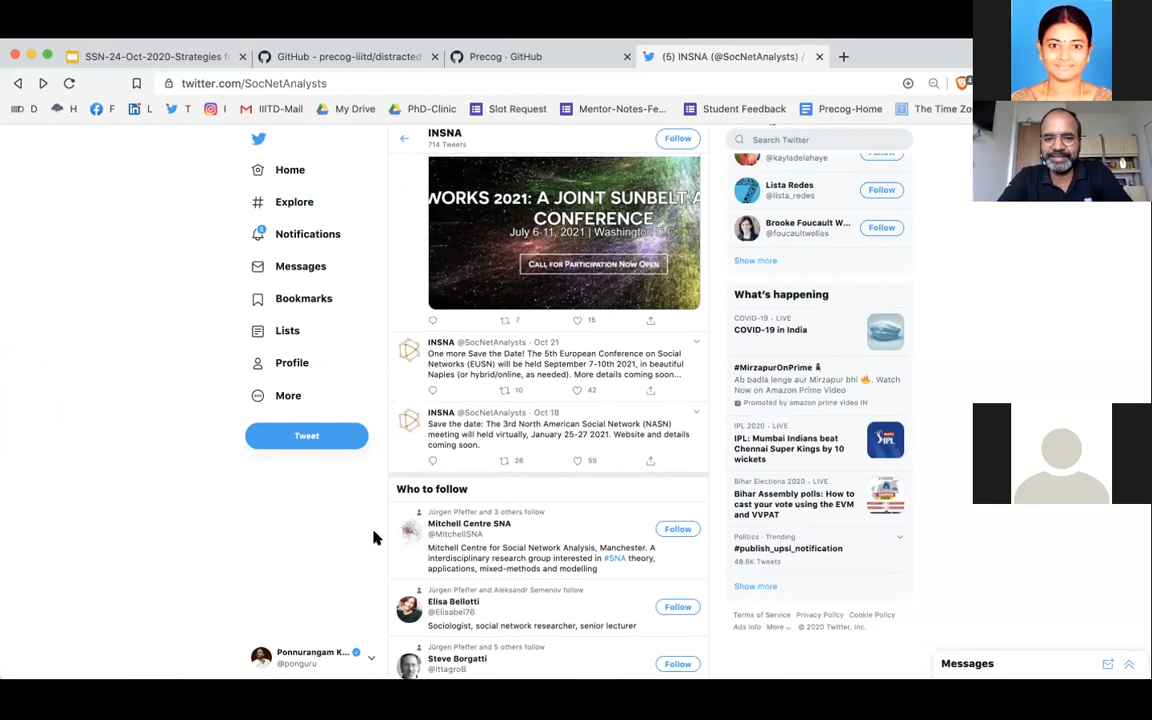 SSN-24-Oct-2020-Strategies f
GitHub - precog-iiitd/distracted
Precog · GitHub
(5) INSNA (@SocNetAnalysts) /
twitter.com/SocNetAnalysts
D
H
F
L
T
I
IIITD-Mail
My Drive
PhD-Clinic
Slot Request
Mentor-Notes-Fe...
Student Feedback
Precog-Home
The Time Zo
Home
Explore
Notifications
Messages
Bookmarks
Lists
Profile
More
Tweet
Ponnurangam K...
@ponguru
INSNA
714 Tweets
Follow
WORKS 2021: A JOINT SUNBELT A
CONFERENCE
July 6-11, 2021 | Washington D.C
CALL FOR PARTICIPATION NOW OPEN
7
15
INSNA @SocNetAnalysts · Oct 21
One more Save the Date! The 5th European Conference on Social
Networks (EUSN) will be held September 7-10th 2021, in beautiful
Naples (or hybrid/online, as needed). More details coming soon...
10
42
INSNA @SocNetAnalysts · Oct 18
Save the date: The 3rd North American Social Network (NASN)
meeting will held virtually, January 25-27 2021. Website and details
coming soon.
26
55
Who to follow
Jürgen Pfeffer and 3 others follow
Mitchell Centre SNA
@MitchellSNA
Follow
Mitchell Centre for Social Network Analysis, Manchester. A
interdisciplinary research group interested in #SNA theory,
applications, mixed-methods and modelling
Jürgen Pfeffer and Aleksandr Semenov follow
Elisa Bellotti
@Elisabel76
Follow
Sociologist, social network researcher, senior lecturer
Jürgen Pfeffer and 5 others follow
Steve Borgatti
@ittagroB
Follow
Search Twitter
@kayladelahaye
Follow
Lista Redes
@lista_redes
Follow
Brooke Foucault W...
@foucaultwelles
Follow
Show more
What's happening
COVID-19 · LIVE
COVID-19 in India
#MirzapurOnPrime
Ab badla lenge aur Mirzapur bhi. Watch
Now on Amazon Prime Video
Promoted by amazon prime video IN
IPL 2020 · LIVE
IPL: Mumbai Indians beat
Chennai Super Kings by 10
wickets
IPL
Bihar Elections 2020 · LIVE
Bihar Assembly polls: How to
cast your vote using the EVM
and VVPAT
Politics · Trending
#publish_upsi_notification
48.6K Tweets
Show more
Terms of Service Privacy Policy Cookie Policy
Ads info More © 2020 Twitter, Inc.
Messages